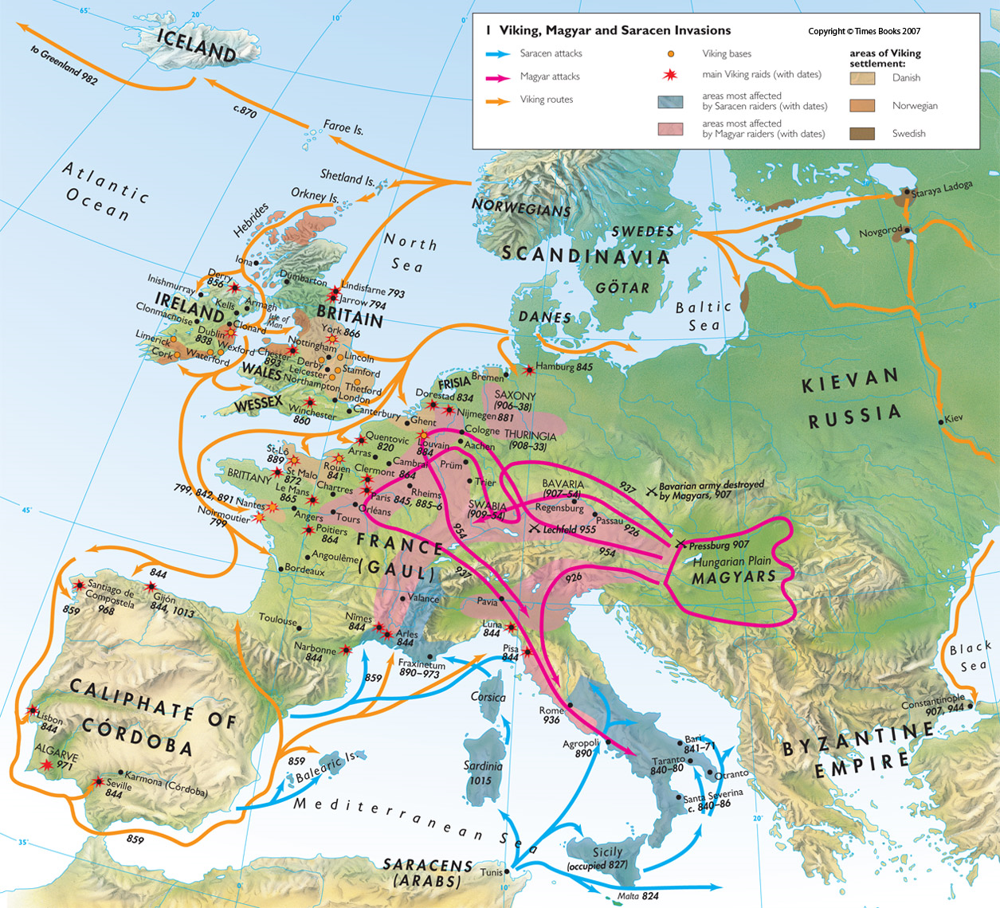 1 Viking, Magyar and Saracen Invasions
Copyright © Times Books 2007
Saracen attacks
Magyar attacks
Viking routes
Viking bases
main Viking raids (with dates)
areas most affected
by Saracen raiders (with dates)
areas most affected
by Magyar raiders (with dates)
areas of Viking
settlement:
Danish
Norwegian
Swedish
65°
20°
10°
0°
10°
ICELAND
to Greenland 982
c.870
Faroe Is.
Atlantic
Ocean
Shetland Is.
Orkney Is.
Hebrides
North
Sea
NORWEGIANS
SWEDES
SCANDINAVIA
GÖTAR
DANES
Baltic
Sea
Staraya Ladoga
Novgorod
55°
Iona
Derry
856
Dumbarton
Lindisfarne 793
Jarrow 794
Inishmurray
IRELAND
Kells
Armagh
Clonmacnoise
Clonard
Isle of
Man
BRITAIN
Dublin
838
York 866
Limerick
Wexford
Cork
Waterford
Nottingham
Chester
893
Derby
Lincoln
Stamford
WALES
Leicester
Northampton
Thetford
London
WESSEX
Winchester
860
Canterbury
Hamburg 845
Bremen
FRISIA
SAXONY
(906–38)
Dorestad 834
Nijmegen 881
Ghent
Cologne
THURINGIA
(908–33)
Louvain
884
Aachen
KIEVAN
RUSSIA
Kiev
Quentovic
820
Arras
Cambrai
864
Prüm
St-Lô
889
Rouen
841
Clermont
St Malo
872
BRITTANY
Trier
Le Mans
865
Chartres
Rheims
Paris 845, 885–6
799, 842, 891 Nantes
Noirmoutier
799
Angers
Tours
Orléans
SWABIA
(909–54)
BAVARIA
(907–54)
Regensburg
937
Bavarian army destroyed
by Magyars, 907
Passau
926
Lechfeld 955
954
954
Pressburg 907
Hungarian Plain
MAGYARS
45°
Poitiers
864
FRANCE
(GAUL)
Angoulême
Bordeaux
937
926
844
Santiago de
Compostela
968
859
Gijón
844, 1013
Valance
Pavia
Toulouse
Nîmes
844
Arles
844
Luna
844
Narbonne
844
Pisa
844
Fraxinetum
890–973
859
Black
Sea
CALIPHATE OF
CÓRDOBA
Corsica
Rome
936
Constantinople
907, 944
Lisbon
844
ALGARVE
971
859
Balearic Is.
Sardinia
1015
Agropoli
890
Bari
841–71
Taranto
840–80
Otranto
BYZANTINE
EMPIRE
Karmona (Córdoba)
Seville
844
Santa Severina
c. 840–86
Mediterranean Sea
20°
35°
859
0°
SARACENS
(ARABS)
Tunis
10°
Sicily
(occupied 827)
Malta 824